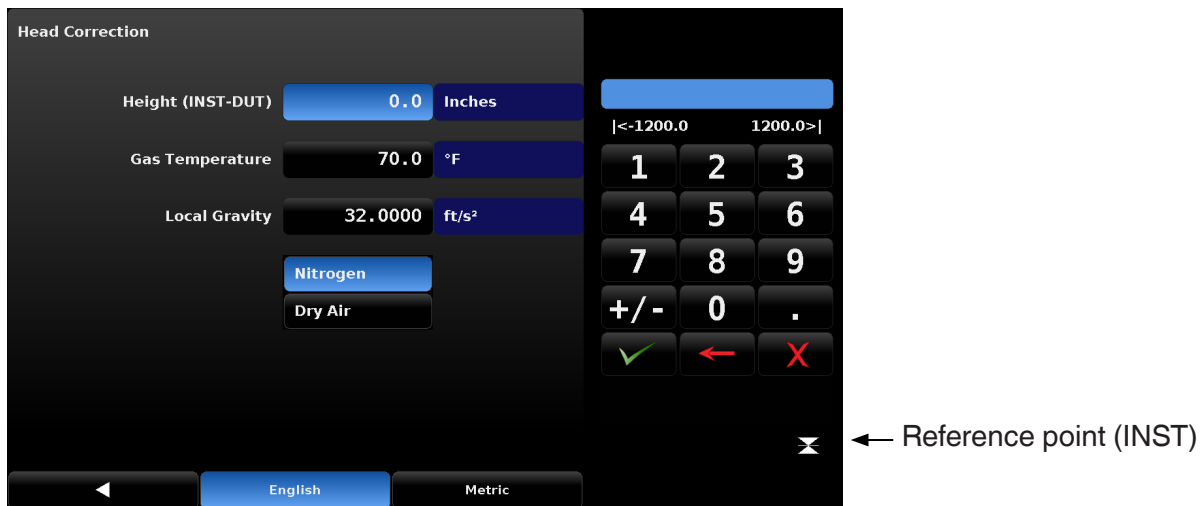 Head Correction
Height (INST-DUT) 0.0 Inches
Gas Temperature 70.0 °F
Local Gravity 32.0000 ft/s²
Nitrogen
Dry Air
|<-1200.0 1200.0>|
1 2 3
4 5 6
7 8 9
+/- 0 .
Reference point (INST)
English Metric